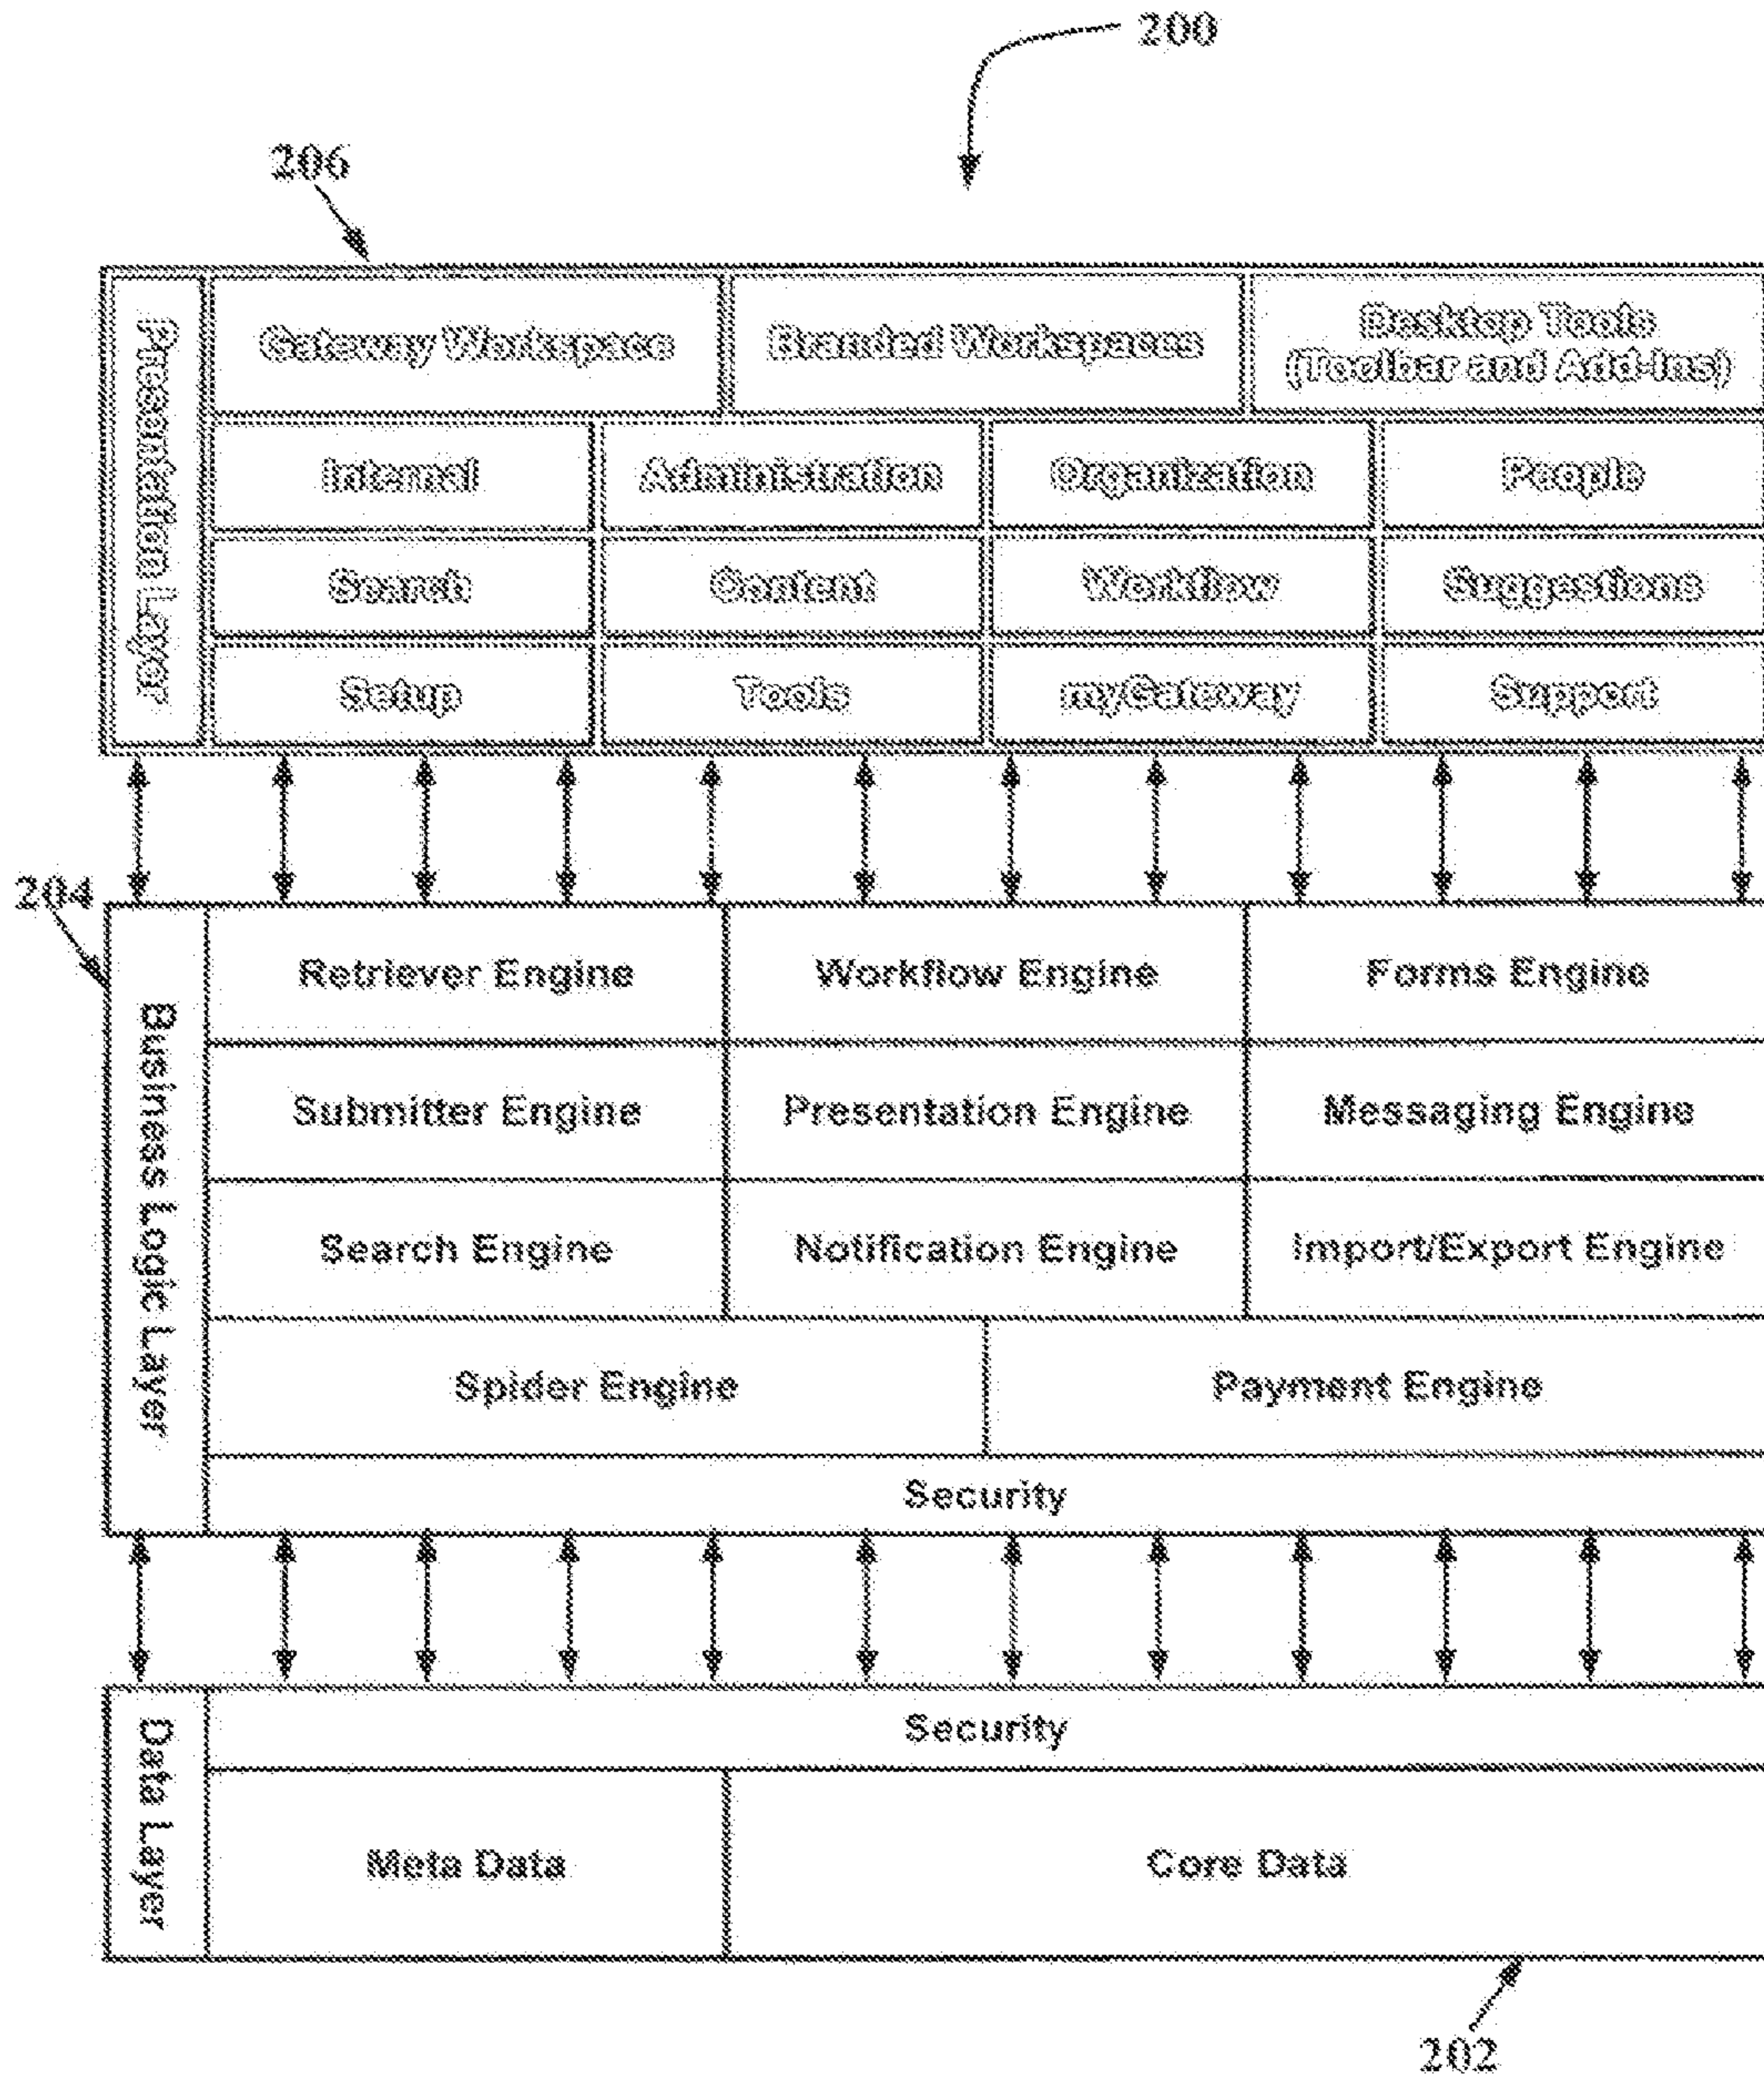 200
206
Presentation Layer
Gateway Workspace
Branded Workspaces
Desktop Tools
(Toolbar and Add-Ins)
Internal
Administration
Organization
People
Search
Content
Workflow
Suggestions
Setup
Tools
myGateway
Support
204
Business Logic Layer
Retriever Engine
Workflow Engine
Forms Engine
Submitter Engine
Presentation Engine
Messaging Engine
Search Engine
Notification Engine
Import/Export Engine
Spider Engine
Payment Engine
Security
Data Layer
Security
Meta Data
Core Data
202